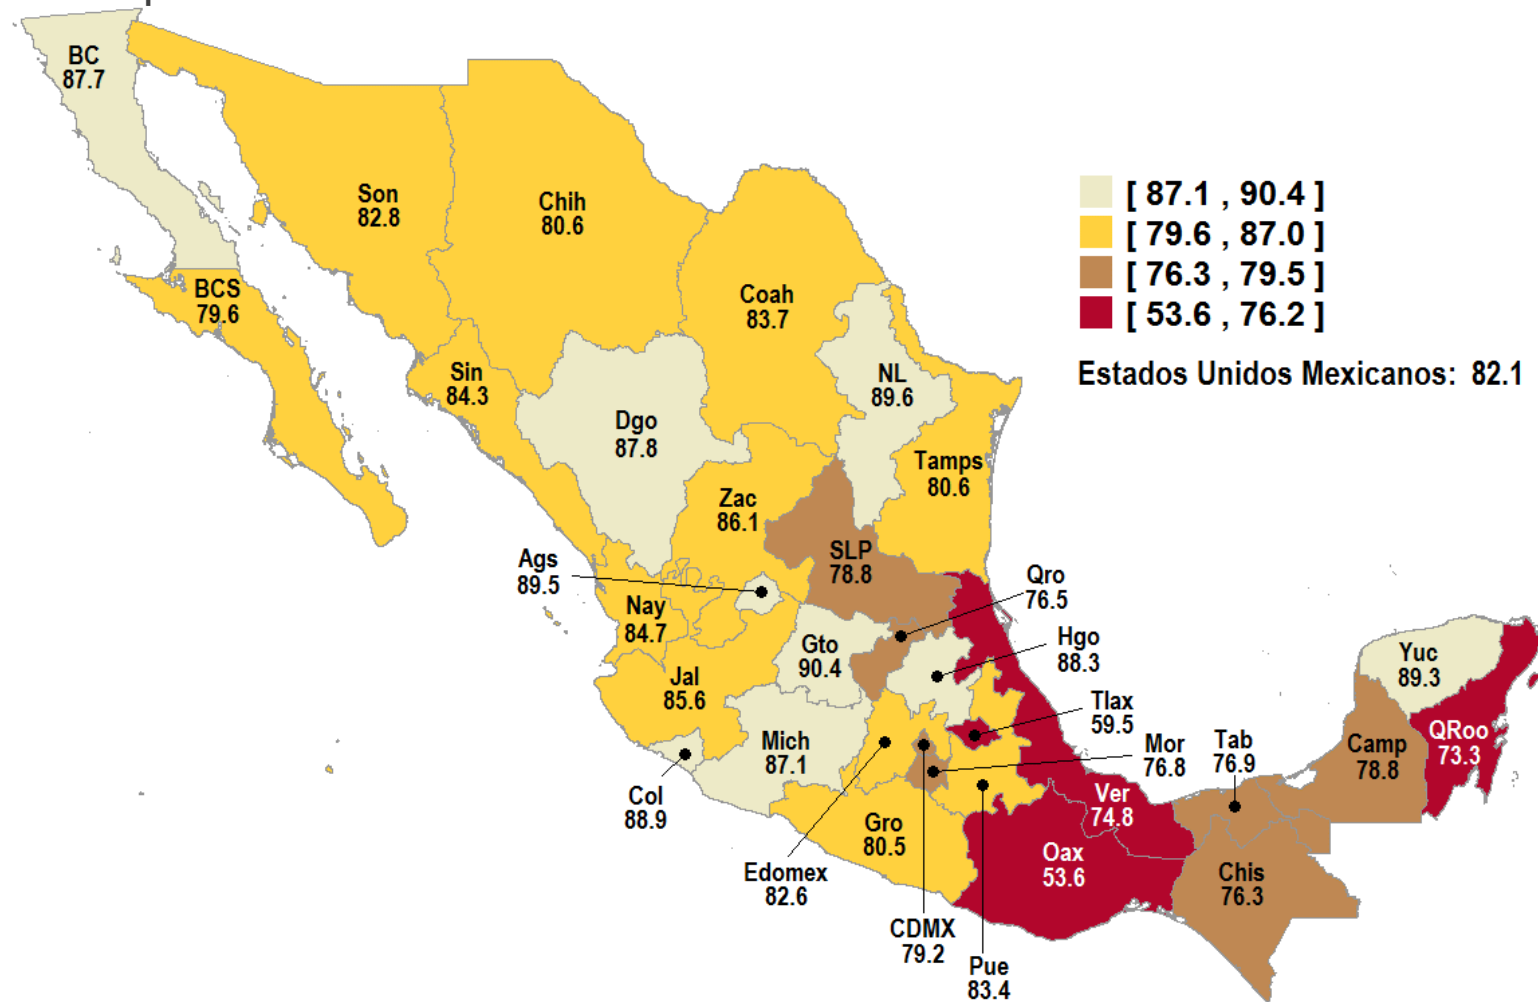 BC
87.7
Son
82.8
Chih
80.6
[ 87.1 , 90.4 ]
[ 79.6 , 87.0 ]
[ 76.3 , 79.5 ]
[ 53.6 , 76.2 ]
Estados Unidos Mexicanos: 82.1
BCS
79.6
Coah
83.7
Sin
84.3
NL
89.6
Dgo
87.8
Tamps
80.6
Zac
86.1
SLP
78.8
Ags
89.5
Qro
76.5
Nay
84.7
Gto
90.4
Hgo
88.3
Yuc
89.3
Jal
85.6
Tlax
59.5
Mich
87.1
Mor
76.8
Tab
76.9
Camp
78.8
QRoo
73.3
Col
88.9
Ver
74.8
Gro
80.5
Oax
53.6
Edomex
82.6
Chis
76.3
CDMX
79.2
Pue
83.4